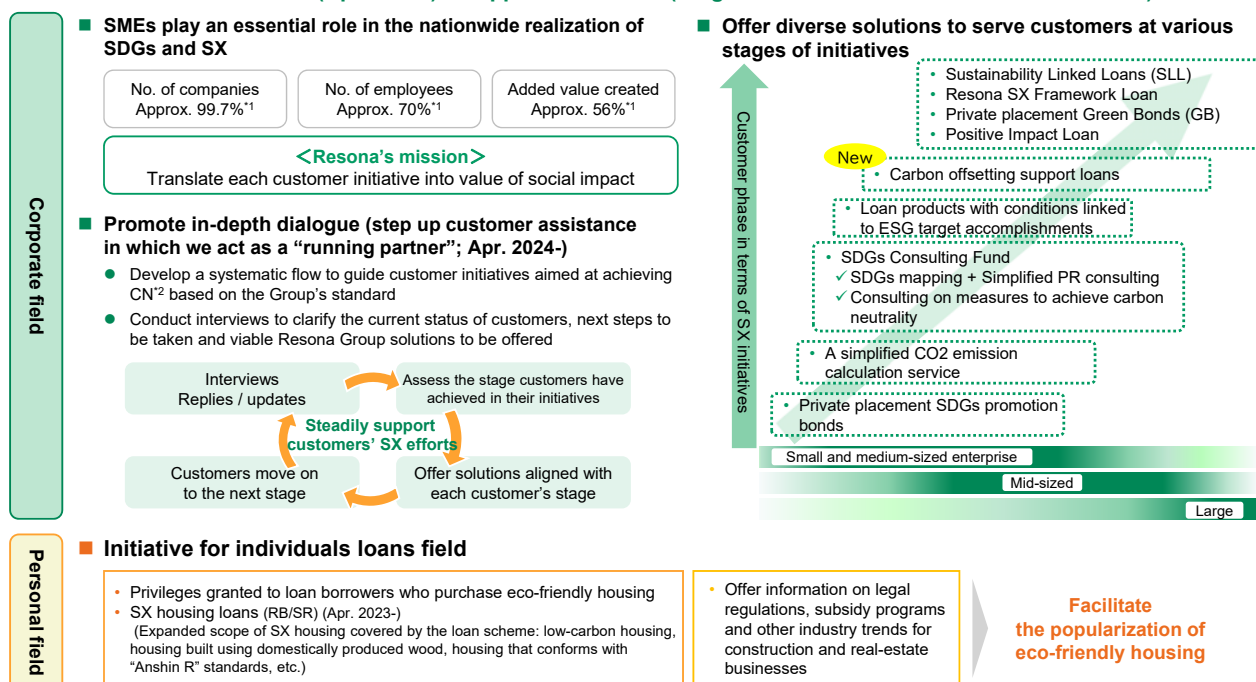 Corporate field
■ SMEs play an essential role in the nationwide realization of
SDGs and SX
No. of companies
Approx. 99.7%*1
No. of employees
Approx. 70%*1
Added value created
Approx. 56%*1
＜Resona's mission＞
Translate each customer initiative into value of social impact
■ Promote in-depth dialogue (step up customer assistance
in which we act as a “running partner”; Apr. 2024-)
● Develop a systematic flow to guide customer initiatives aimed at achieving
CN*2 based on the Group's standard
● Conduct interviews to clarify the current status of customers, next steps to
be taken and viable Resona Group solutions to be offered
Interviews
Replies / updates
Assess the stage customers have
achieved in their initiatives
Steadily support
customers' SX efforts
Customers move on
to the next stage
Offer solutions aligned with
each customer's stage
■ Offer diverse solutions to serve customers at various
stages of initiatives
Customer phase in terms of SX initiatives
• Sustainability Linked Loans (SLL)
• Resona SX Framework Loan
• Private placement Green Bonds (GB)
• Positive Impact Loan
New
• Carbon offsetting support loans
• Loan products with conditions linked
to ESG target accomplishments
• SDGs Consulting Fund
✓SDGs mapping + Simplified PR consulting
✓Consulting on measures to achieve carbon
neutrality
• A simplified CO2 emission
calculation service
• Private placement SDGs promotion
bonds
Small and medium-sized enterprise
Mid-sized
Large
Personal field
■ Initiative for individuals loans field
• Privileges granted to loan borrowers who purchase eco-friendly housing
• SX housing loans (RB/SR) (Apr. 2023-)
(Expanded scope of SX housing covered by the loan scheme: low-carbon housing,
housing built using domestically produced wood, housing that conforms with
“Anshin R” standards, etc.)
• Offer information on legal
regulations, subsidy programs
and other industry trends for
construction and real-estate
businesses
Facilitate
the popularization of
eco-friendly housing